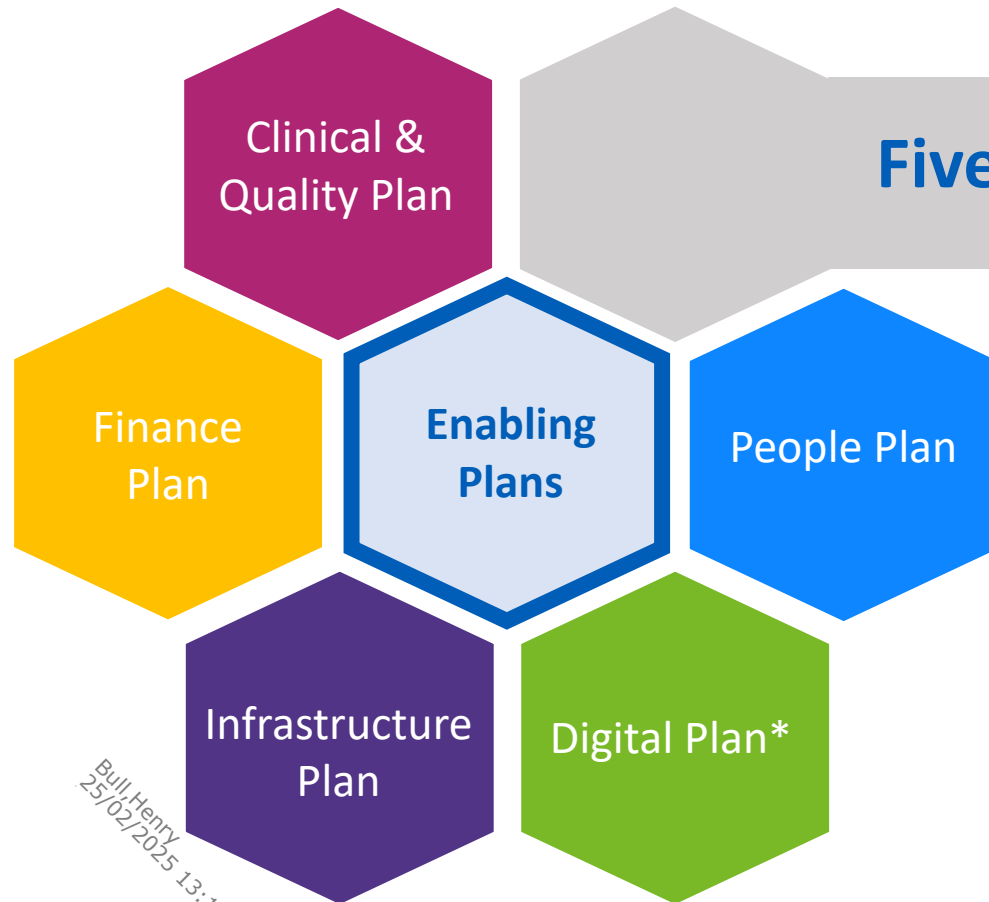 Clinical &
Quality Plan
Five
Finance
Plan
Enabling
Plans
People Plan
Infrastructure
Plan
Digital Plan*
Bull,Henry
25/02/2025 13: